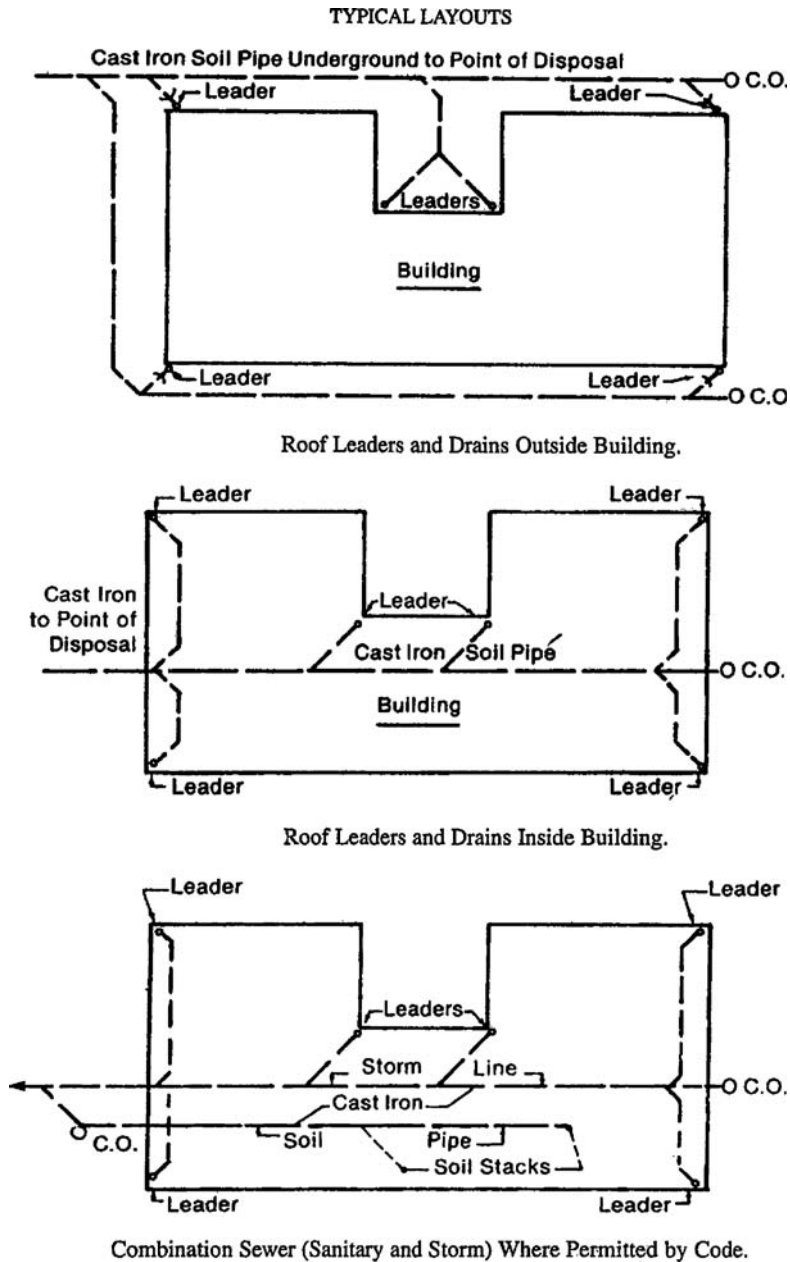 TYPICAL LAYOUTS
Cast Iron Soil Pipe Underground to Point of Disposal
O C.O.
Leader
Leader
Leaders
Building
Leader
Leader
O C.O.
Roof Leaders and Drains Outside Building.
Leader
Leader
Cast Iron
to Point of
Disposal
Leader
Cast Iron Soil Pipe
O C.O.
Building
Leader
Leader
Roof Leaders and Drains Inside Building.
Leader
Leader
Leaders
Storm Line
O C.O.
Cast Iron
C.O.
Soil Pipe
Soil Stacks
Leader
Leader
Combination Sewer (Sanitary and Storm) Where Permitted by Code.